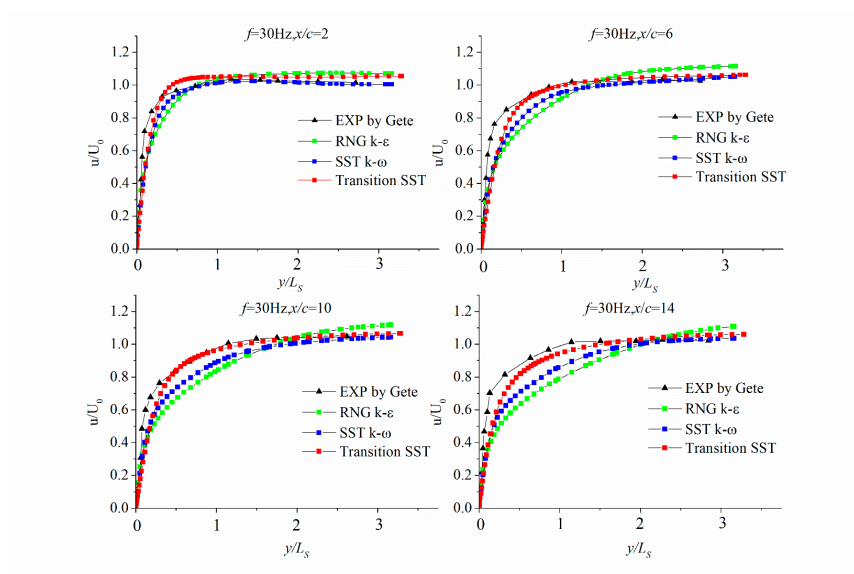 f=30Hz,x/c=2
1.2
1.0
0.8
0.6
0.4
0.2
0.0
u/U0
EXP by Gete
RNG k-ε
SST k-ω
Transition SST
0 1 2 3
y/LS
f=30Hz,x/c=6
1.2
1.0
0.8
0.6
0.4
0.2
0.0
u/U0
EXP by Gete
RNG k-ε
SST k-ω
Transition SST
0 1 2 3
y/LS
f=30Hz,x/c=10
1.2
1.0
0.8
0.6
0.4
0.2
0.0
u/U0
EXP by Gete
RNG k-ε
SST k-ω
Transition SST
0 1 2 3
y/LS
f=30Hz,x/c=14
1.2
1.0
0.8
0.6
0.4
0.2
0.0
u/U0
EXP by Gete
RNG k-ε
SST k-ω
Transition SST
0 1 2 3
y/LS